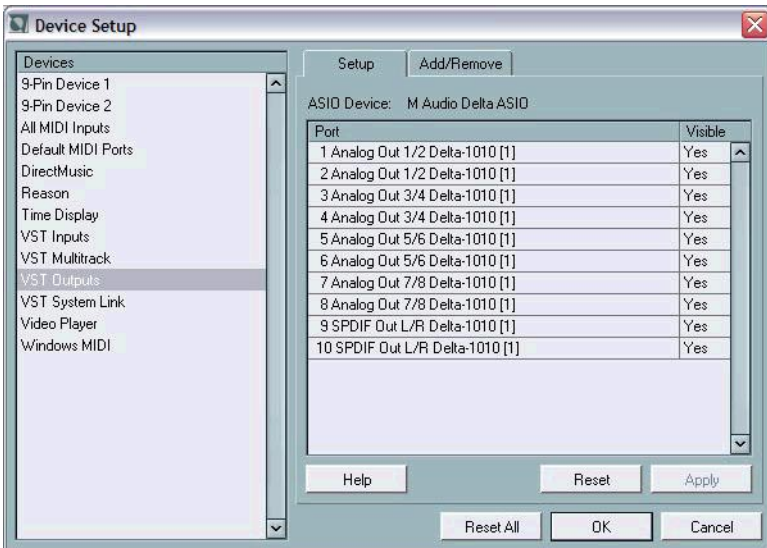 Device Setup
Devices
9-Pin Device 1
9-Pin Device 2
All MIDI Inputs
Default MIDI Ports
DirectMusic
Reason
Time Display
VST Inputs
VST Multitrack
VST Outputs
VST System Link
Video Player
Windows MIDI
Setup
Add/Remove
ASIO Device: M Audio Delta ASIO
Port Visible
1 Analog Out 1/2 Delta-1010 [1] Yes
2 Analog Out 1/2 Delta-1010 [1] Yes
3 Analog Out 3/4 Delta-1010 [1] Yes
4 Analog Out 3/4 Delta-1010 [1] Yes
5 Analog Out 5/6 Delta-1010 [1] Yes
6 Analog Out 5/6 Delta-1010 [1] Yes
7 Analog Out 7/8 Delta-1010 [1] Yes
8 Analog Out 7/8 Delta-1010 [1] Yes
9 SPDIF Out L/R Delta-1010 [1] Yes
10 SPDIF Out L/R Delta-1010 [1] Yes
Help Reset Apply
Reset All OK Cancel